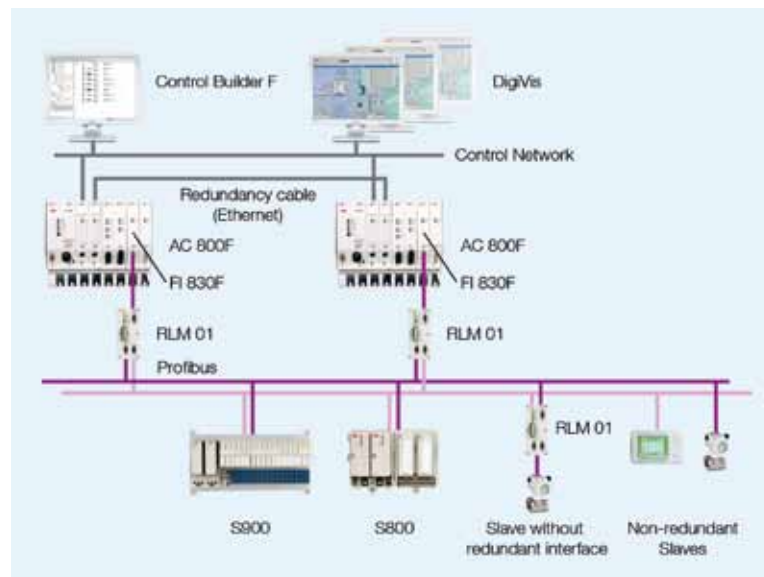 Control Builder F
DigiVis
Control Network
Redundancy cable
(Ethernet)
AC 800F
FI 830F
AC 800F
FI 830F
RLM 01
RLM 01
Profibus
RLM 01
S900
S800
Slave without
redundant interface
Non-redundant
Slaves